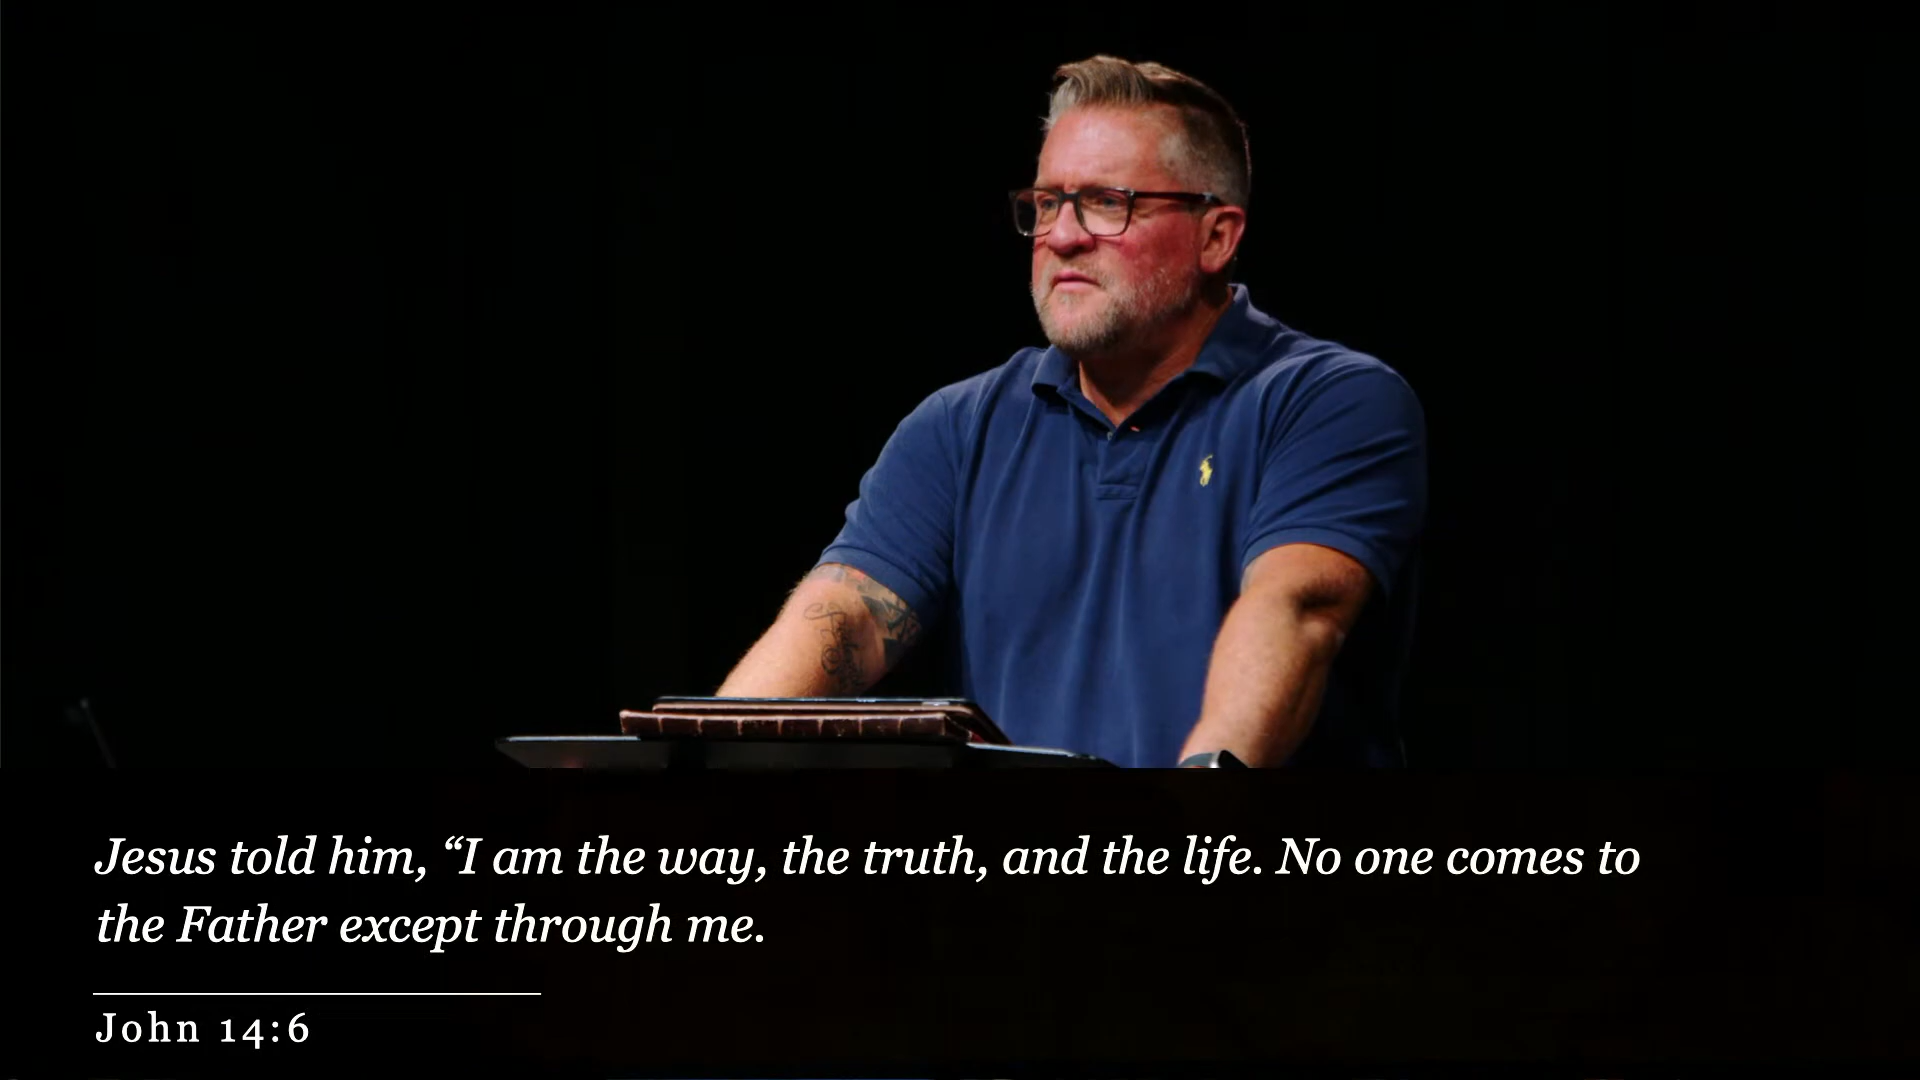 Jesus told him, “I am the way, the truth, and the life. No one comes to
the Father except through me.
John 14:6